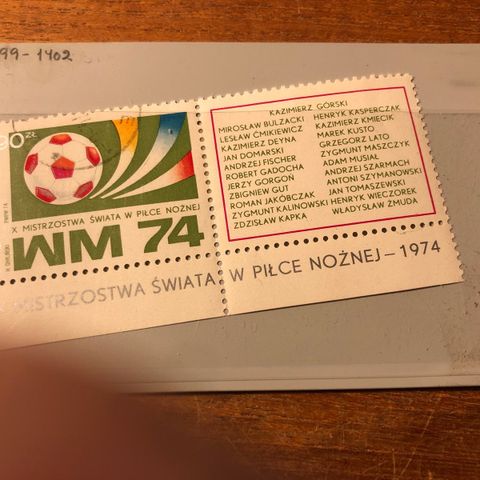 99-1402
90 ZŁ
X MISTRZOSTWA ŚWIATA W PIŁCE NOŻNEJ
WM 74
KAZIMIERZ GÓRSKI
MIROSŁAW BULZACKI
LESŁAW ĆMIKIEWICZ
KAZIMIERZ DEYNA
JAN DOMARSKI
ANDRZEJ FISCHER
ROBERT GADOCHA
JERZY GORGOŃ
ZBIGNIEW GUT
ROMAN JAKÓBCZAK
ZYGMUNT KALINOWSKI
ZDZISŁAW KAPKA
HENRYK KASPERCZAK
KAZIMIERZ KMIECIK
MAREK KUSTO
GRZEGORZ LATO
ZYGMUNT MASZCZYK
ADAM MUSIAŁ
ANDRZEJ SZARMACH
ANTONI SZYMANOWSKI
JAN TOMASZEWSKI
HENRYK WIECZOREK
WŁADYSŁAW ŻMUDA
MISTRZOSTWA ŚWIATA W PIŁCE NOŻNEJ – 1974